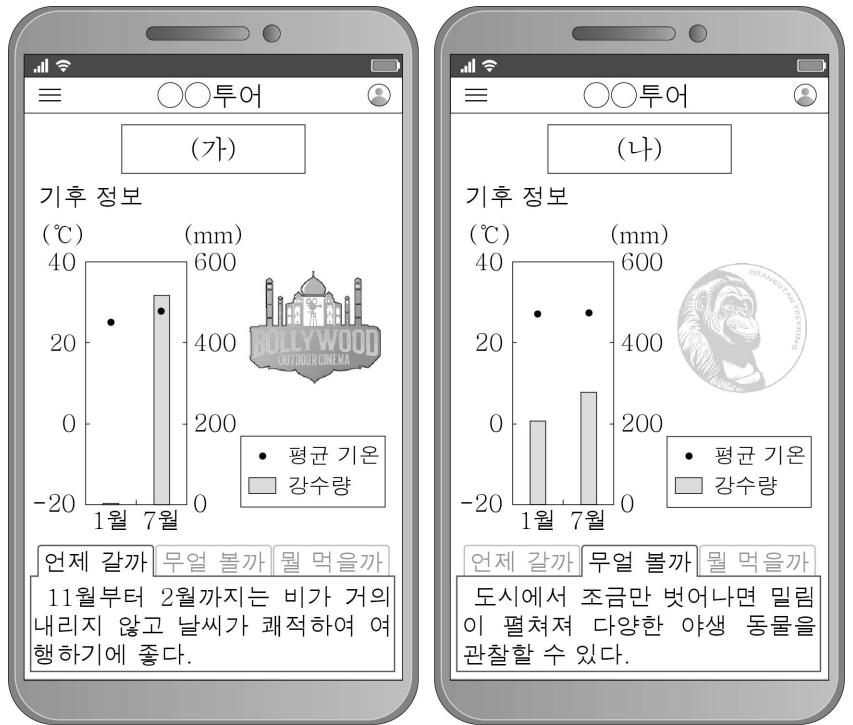 ○○투어
(가)
기후 정보
(℃)
(mm)
40
600
20
400
0
200
-20
0
1월 7월
BOLLYWOOD
OUTDOOR CINEMA
평균 기온
강수량
언제 갈까 무얼 볼까 뭘 먹을까
11월부터 2월까지는 비가 거의
내리지 않고 날씨가 쾌적하여 여
행하기에 좋다.
○○투어
(나)
기후 정보
(℃)
(mm)
40
600
20
400
0
200
-20
0
1월 7월
ORANGUTAN TREKKING
평균 기온
강수량
언제 갈까 무얼 볼까 뭘 먹을까
도시에서 조금만 벗어나면 밀림
이 펼쳐져 다양한 야생 동물을
관찰할 수 있다.